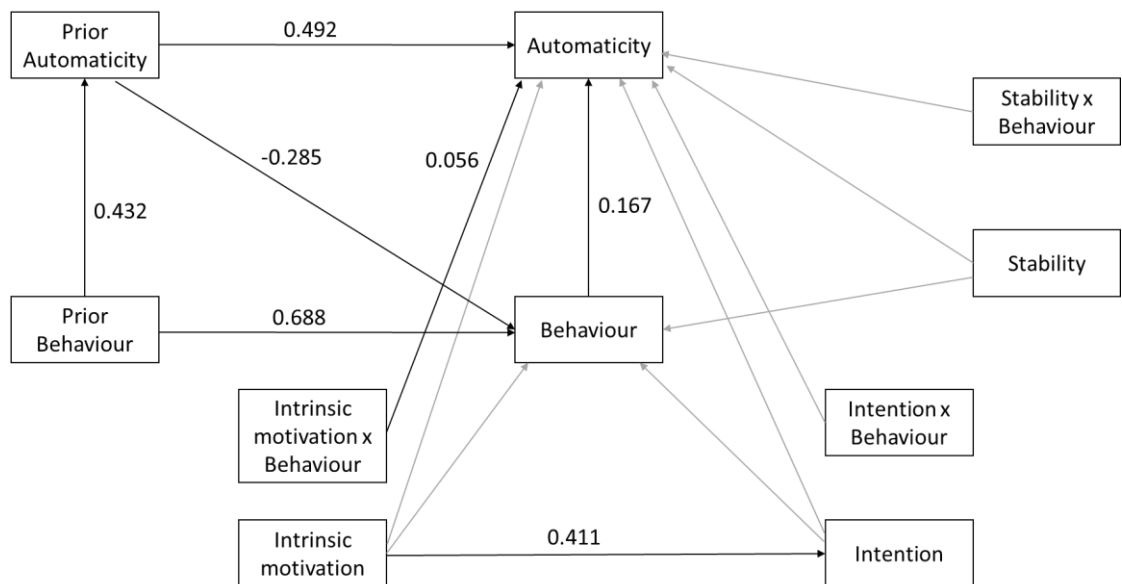 Prior
Automaticity
0.492
Automaticity
Stability x
Behaviour
-0.285
0.056
0.432
0.167
Stability
Prior
Behaviour
0.688
Behaviour
Intrinsic
motivation x
Behaviour
Intention x
Behaviour
Intrinsic
motivation
0.411
Intention